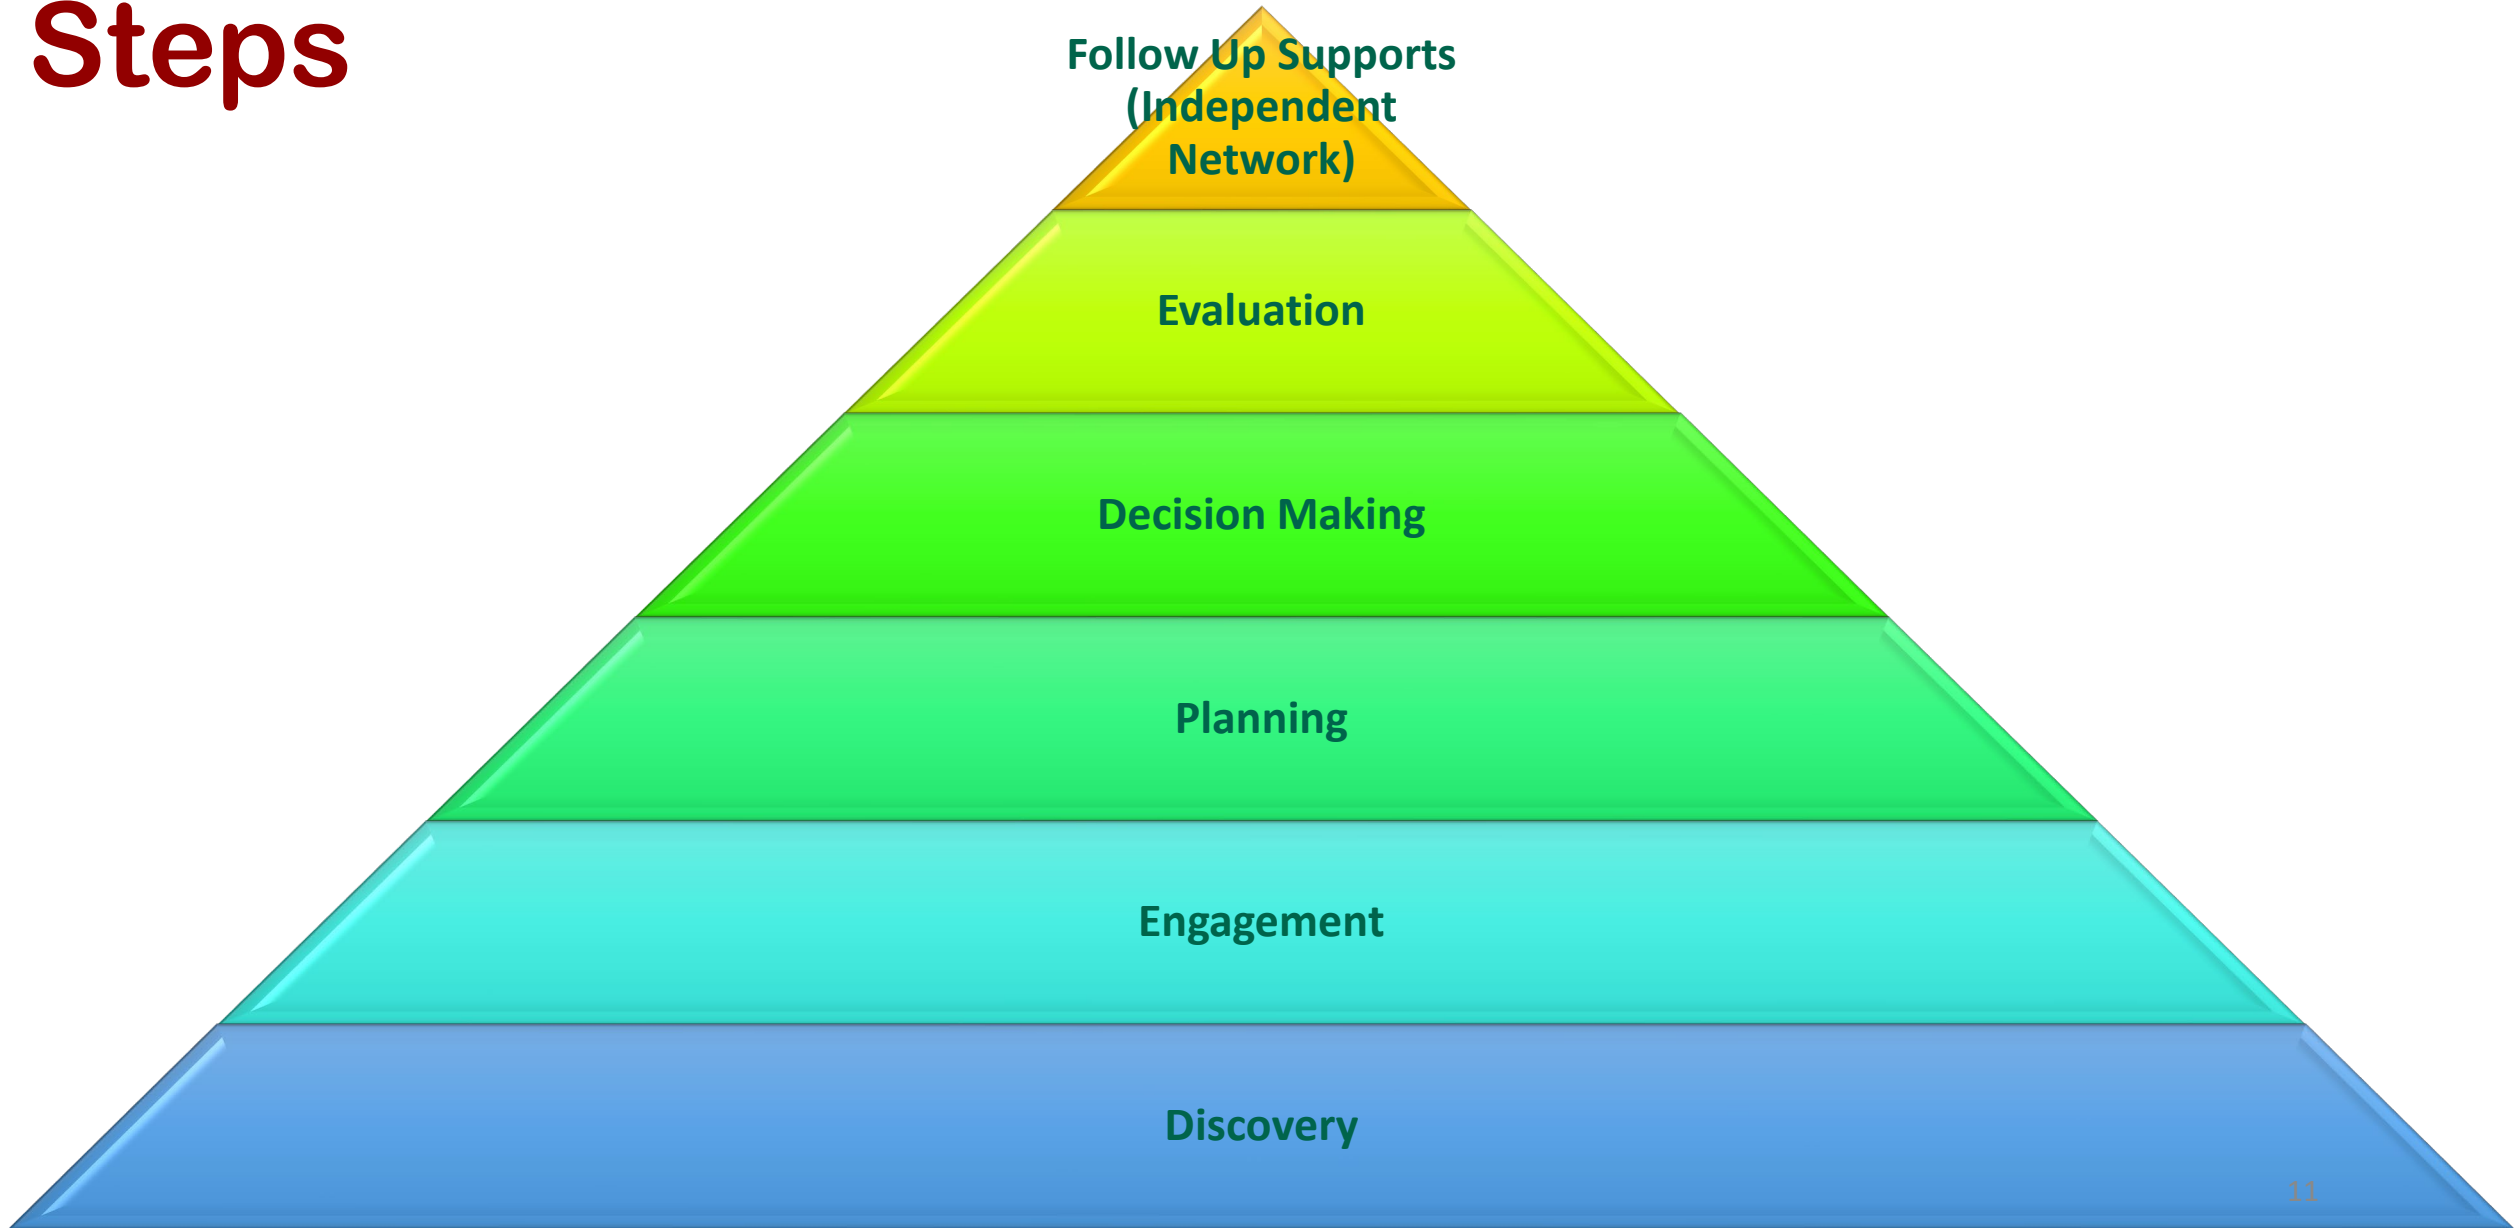 Steps
Follow Up Supports
(Independent
Network)
Evaluation
Decision Making
Planning
Engagement
Discovery
11